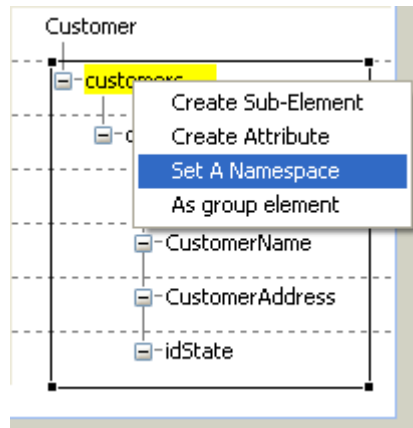 Customer
customers
Create Sub-Element
Create Attribute
Set A Namespace
As group element
CustomerName
CustomerAddress
idState